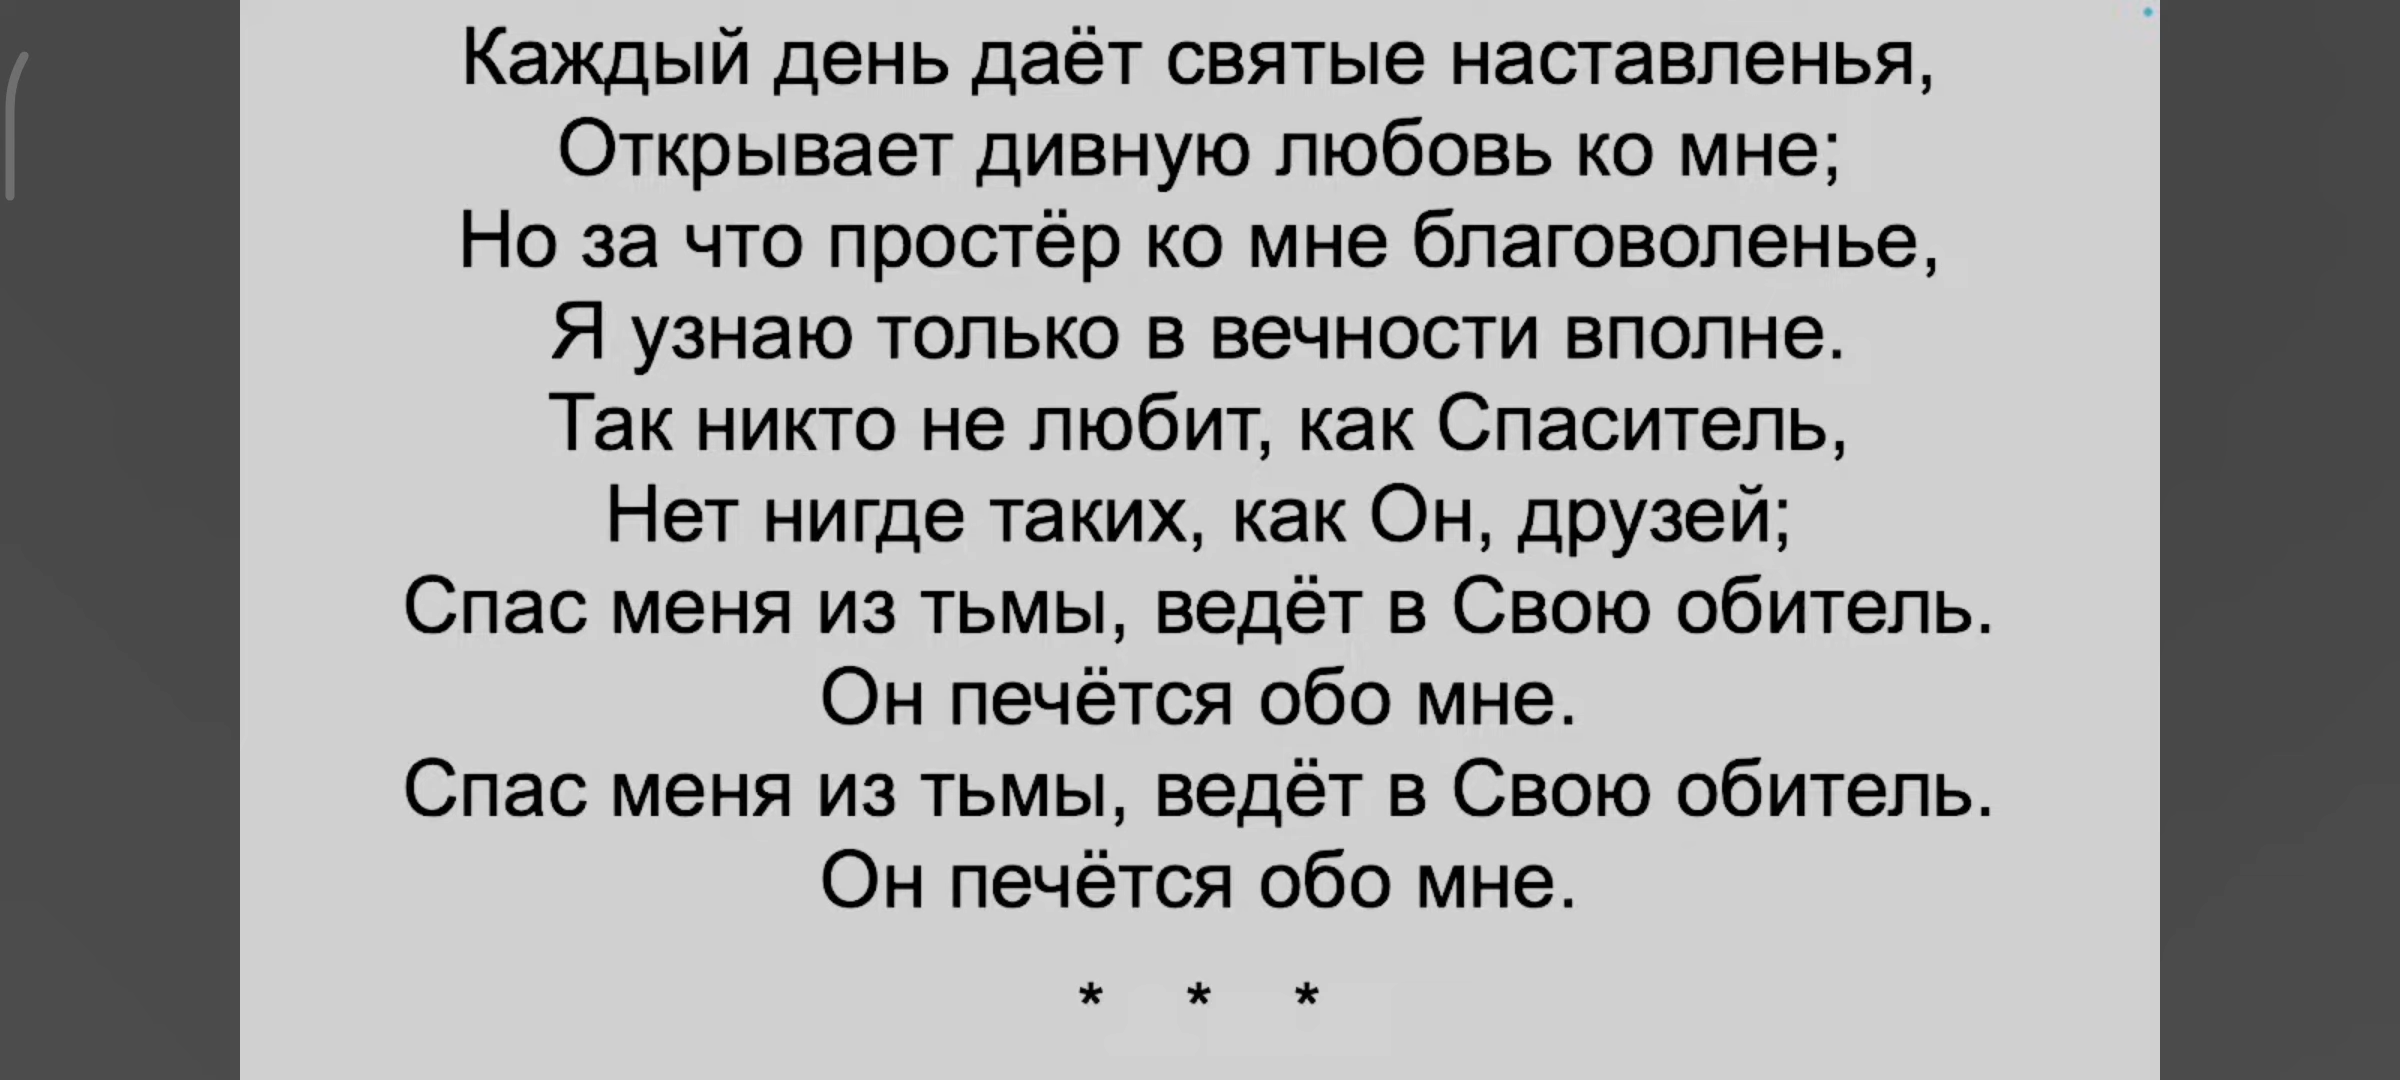 Каждый день даёт святые наставленья,
Открывает дивную любовь ко мне;
Но за что простёр ко мне благоволенье,
Я узнаю только в вечности вполне.
Так никто не любит, как Спаситель,
Нет нигде таких, как Он, друзей;
Спас меня из тьмы, ведёт в Свою обитель.
Он печётся обо мне.
Спас меня из тьмы, ведёт в Свою обитель.
Он печётся обо мне.
* * *